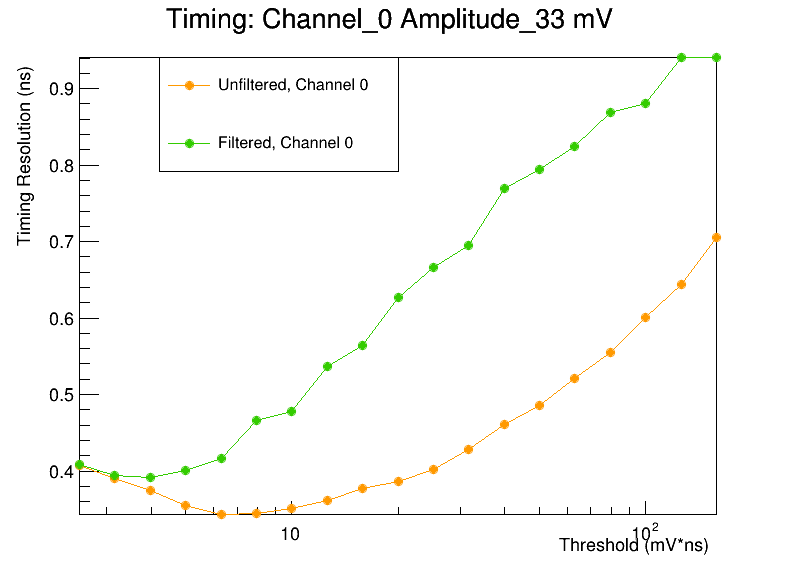 Timing: Channel_0 Amplitude_33 mV
Timing Resolution (ns)
Unfiltered, Channel 0
Filtered, Channel 0
0.9
0.8
0.7
0.6
0.5
0.4
10
10²
Threshold (mV*ns)